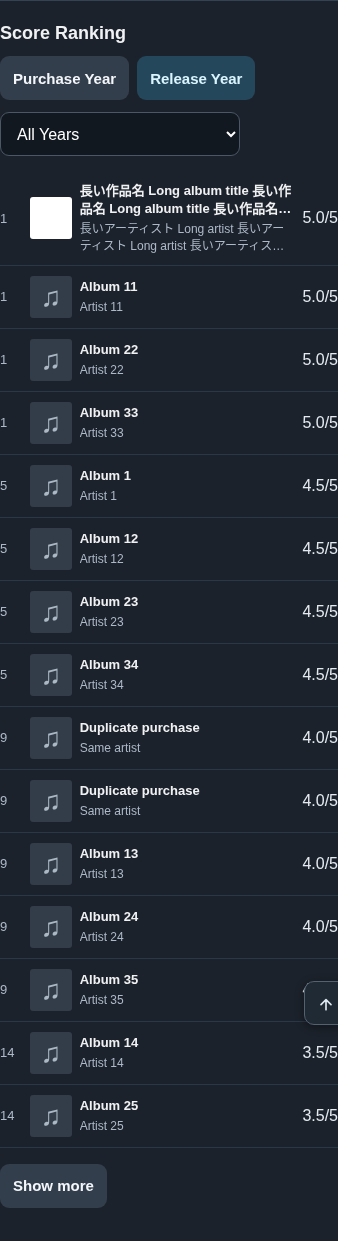 Score Ranking
Purchase Year
Release Year
All Years
1
長い作品名 Long album title 長い作
品名 Long album title 長い作品名…
長いアーティスト Long artist 長いアー
ティスト Long artist 長いアーティス…
5.0/5
1
Album 11
Artist 11
5.0/5
1
Album 22
Artist 22
5.0/5
1
Album 33
Artist 33
5.0/5
5
Album 1
Artist 1
4.5/5
5
Album 12
Artist 12
4.5/5
5
Album 23
Artist 23
4.5/5
5
Album 34
Artist 34
4.5/5
9
Duplicate purchase
Same artist
4.0/5
9
Duplicate purchase
Same artist
4.0/5
9
Album 13
Artist 13
4.0/5
9
Album 24
Artist 24
4.0/5
9
Album 35
Artist 35
14
Album 14
Artist 14
3.5/5
14
Album 25
Artist 25
3.5/5
Show more